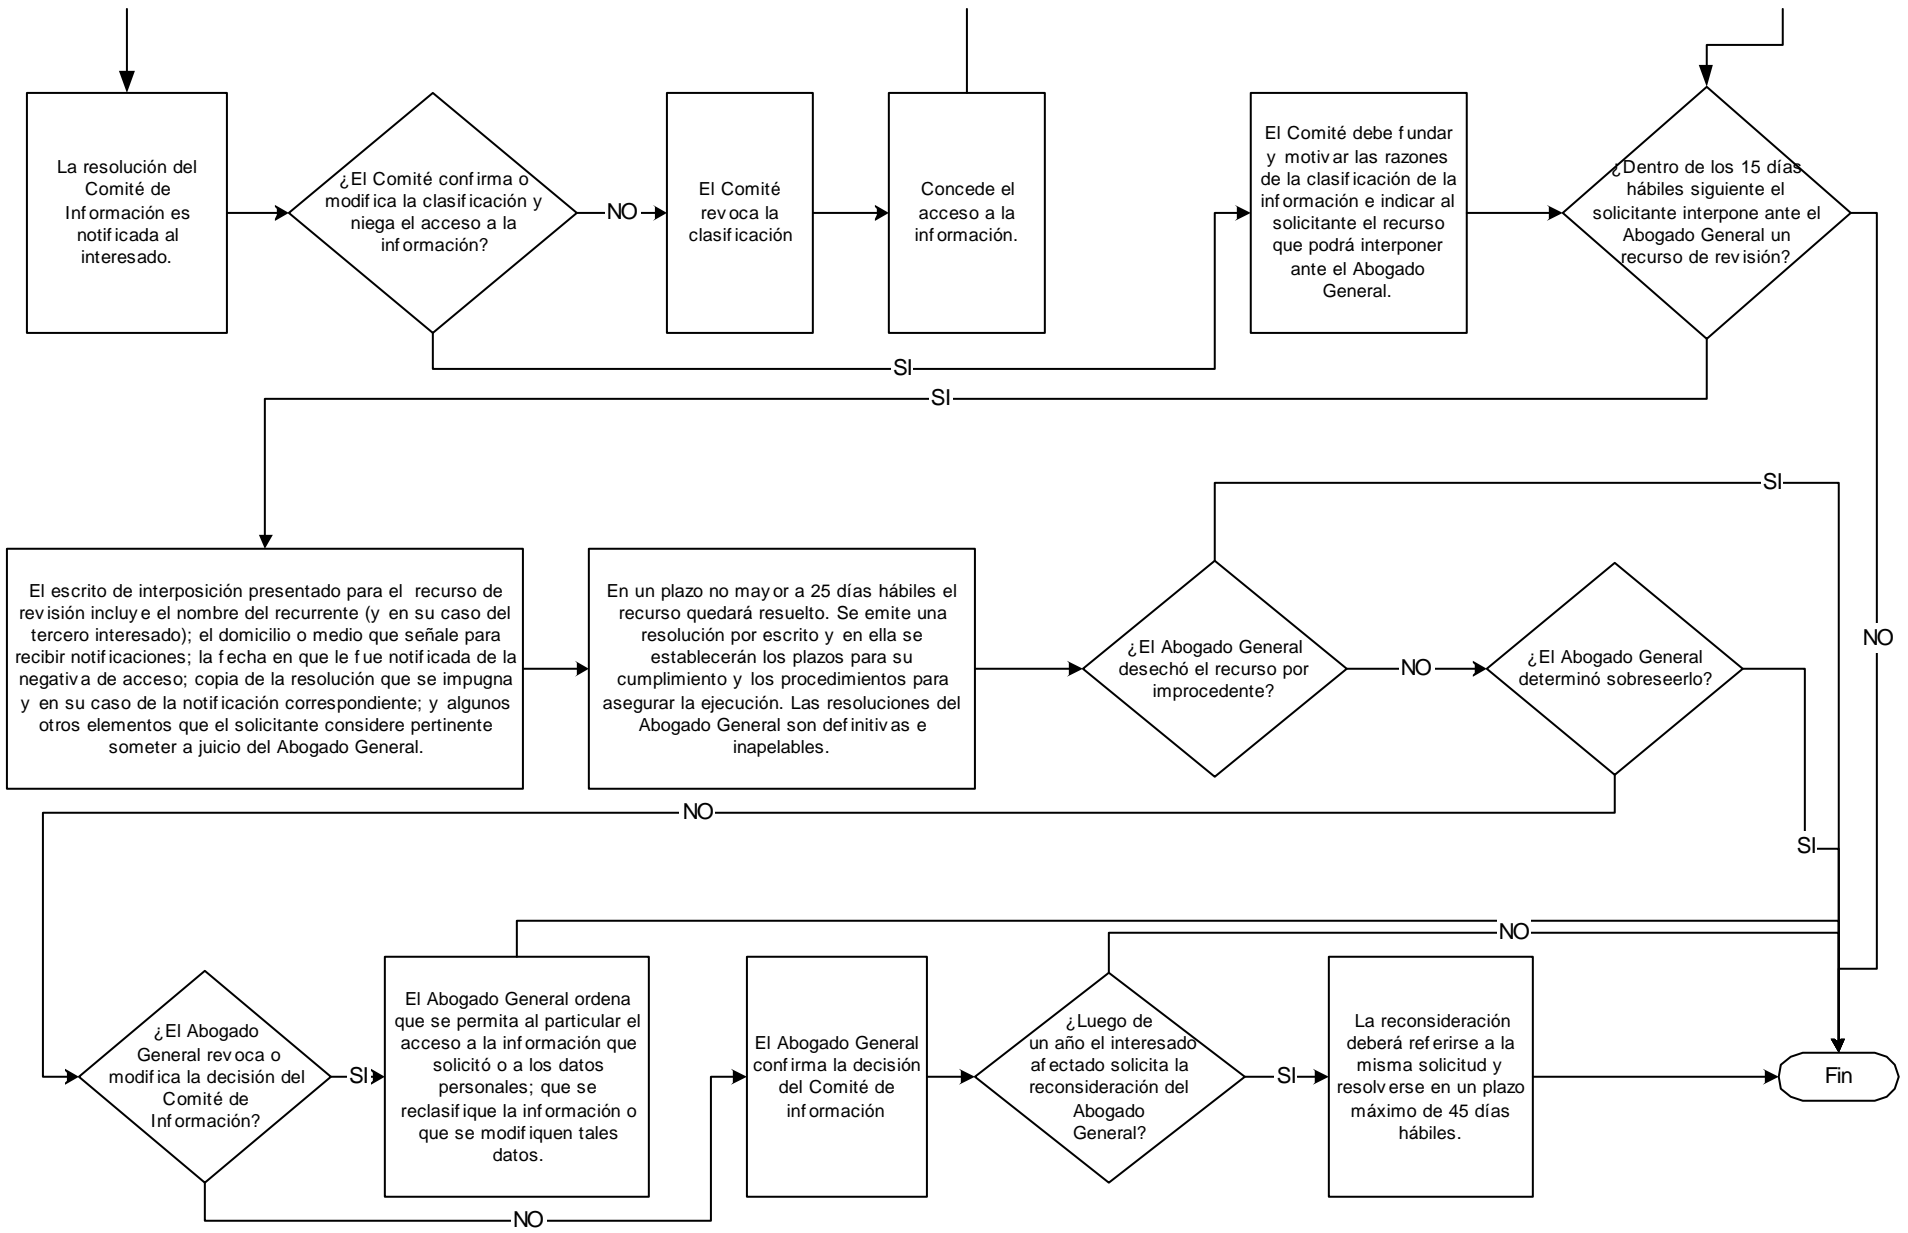 La resolución del
Comité de
Información es
notificada al
interesado.
¿El Comité confirma o
modifica la clasificación y
niega el acceso a la
información?
NO
El Comité
revoca la
clasificación
Concede el
acceso a la
información.
El Comité debe fundar
y motivar las razones
de la clasificación de la
información e indicar al
solicitante el recurso
que podrá interponer
ante el Abogado
General.
¿Dentro de los 15 días
hábiles siguiente el
solicitante interpone ante el
Abogado General un
recurso de revisión?
SI
SI
SI
NO
El escrito de interposición presentado para el recurso de
revisión incluye el nombre del recurrente (y en su caso del
tercero interesado); el domicilio o medio que señale para
recibir notificaciones; la fecha en que le fue notificada de la
negativa de acceso; copia de la resolución que se impugna
y en su caso de la notificación correspondiente; y algunos
otros elementos que el solicitante considere pertinente
someter a juicio del Abogado General.
En un plazo no mayor a 25 días hábiles el
recurso quedará resuelto. Se emite una
resolución por escrito y en ella se
establecerán los plazos para su
cumplimiento y los procedimientos para
asegurar la ejecución. Las resoluciones del
Abogado General son definitivas e
inapelables.
¿El Abogado General
desechó el recurso por
improcedente?
NO
¿El Abogado General
determinó sobreseerlo?
NO
SI
NO
¿El Abogado
General revoca o
modifica la decisión del
Comité de
Información?
SI
El Abogado General ordena
que se permita al particular el
acceso a la información que
solicitó o a los datos
personales; que se
reclasifique la información o
que se modifiquen tales
datos.
El Abogado General
confirma la decisión
del Comité de
información
¿Luego de
un año el interesado
afectado solicita la
reconsideración del
Abogado
General?
SI
La reconsideración
deberá referirse a la
misma solicitud y
resolverse en un plazo
máximo de 45 días
hábiles.
Fin
NO